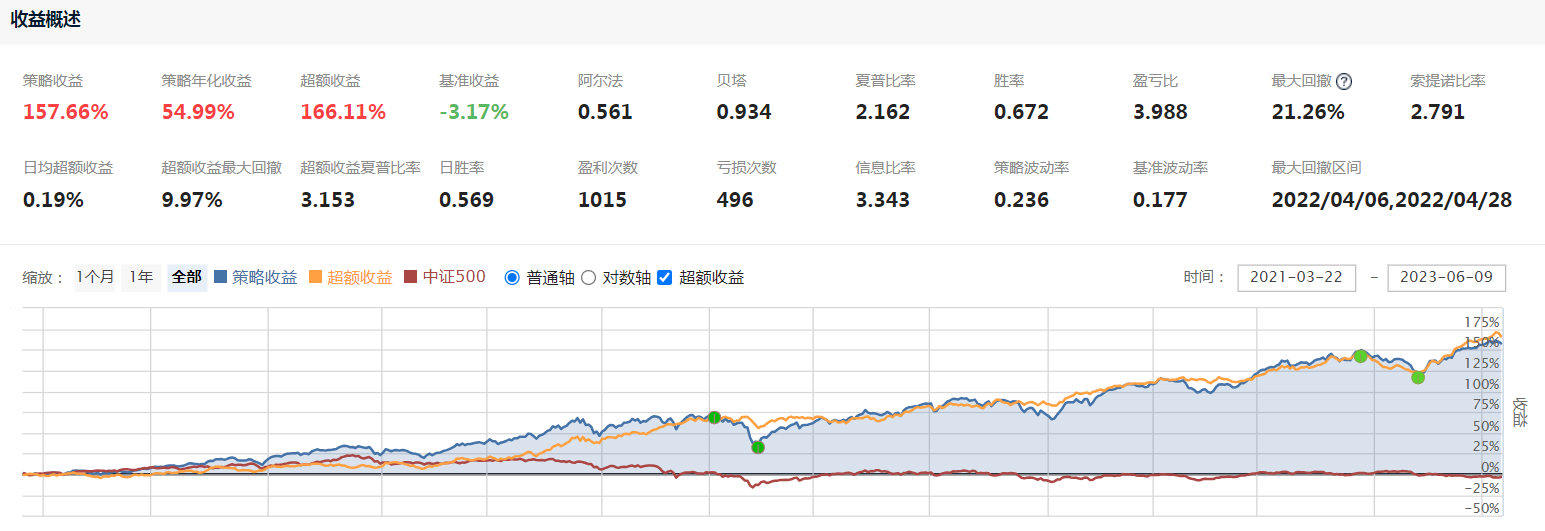 收益概述
策略收益 策略年化收益 超额收益 基准收益 阿尔法 贝塔 夏普比率 胜率 盈亏比 最大回撤 ? 索提诺比率
157.66% 54.99% 166.11% -3.17% 0.561 0.934 2.162 0.672 3.988 21.26% 2.791
日均超额收益 超额收益最大回撤 超额收益夏普比率 日胜率 盈利次数 亏损次数 信息比率 策略波动率 基准波动率 最大回撤区间
0.19% 9.97% 3.153 0.569 1015 496 3.343 0.236 0.177 2022/04/06,2022/04/28
缩放： 1个月 1年 全部 策略收益 超额收益 中证500 普通轴 对数轴 超额收益 时间： 2021-03-22 - 2023-06-09
175%
150%
125%
100%
75%
50%
25%
0%
-25%
-50%
收益